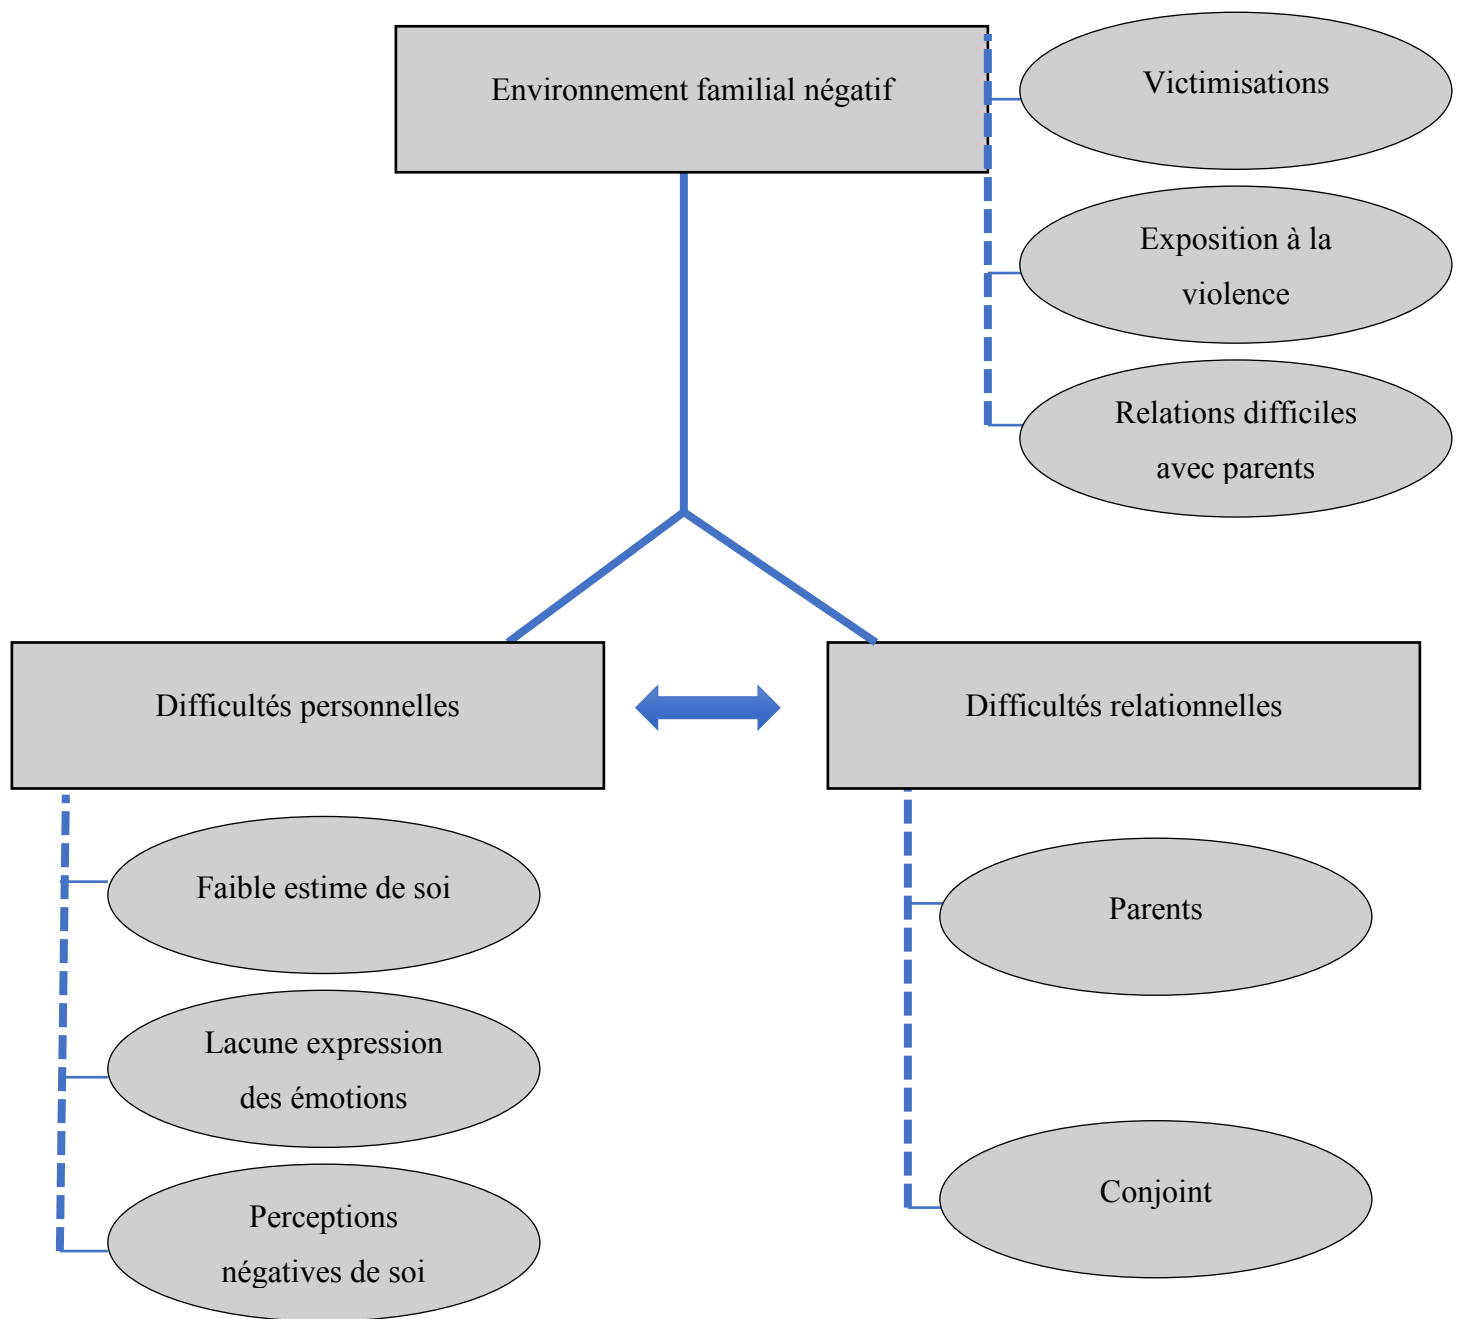 Environnement familial négatif
Victimisations
Exposition à la
violence
Relations difficiles
avec parents
Difficultés personnelles
Difficultés relationnelles
Faible estime de soi
Lacune expression
des émotions
Perceptions
négatives de soi
Parents
Conjoint